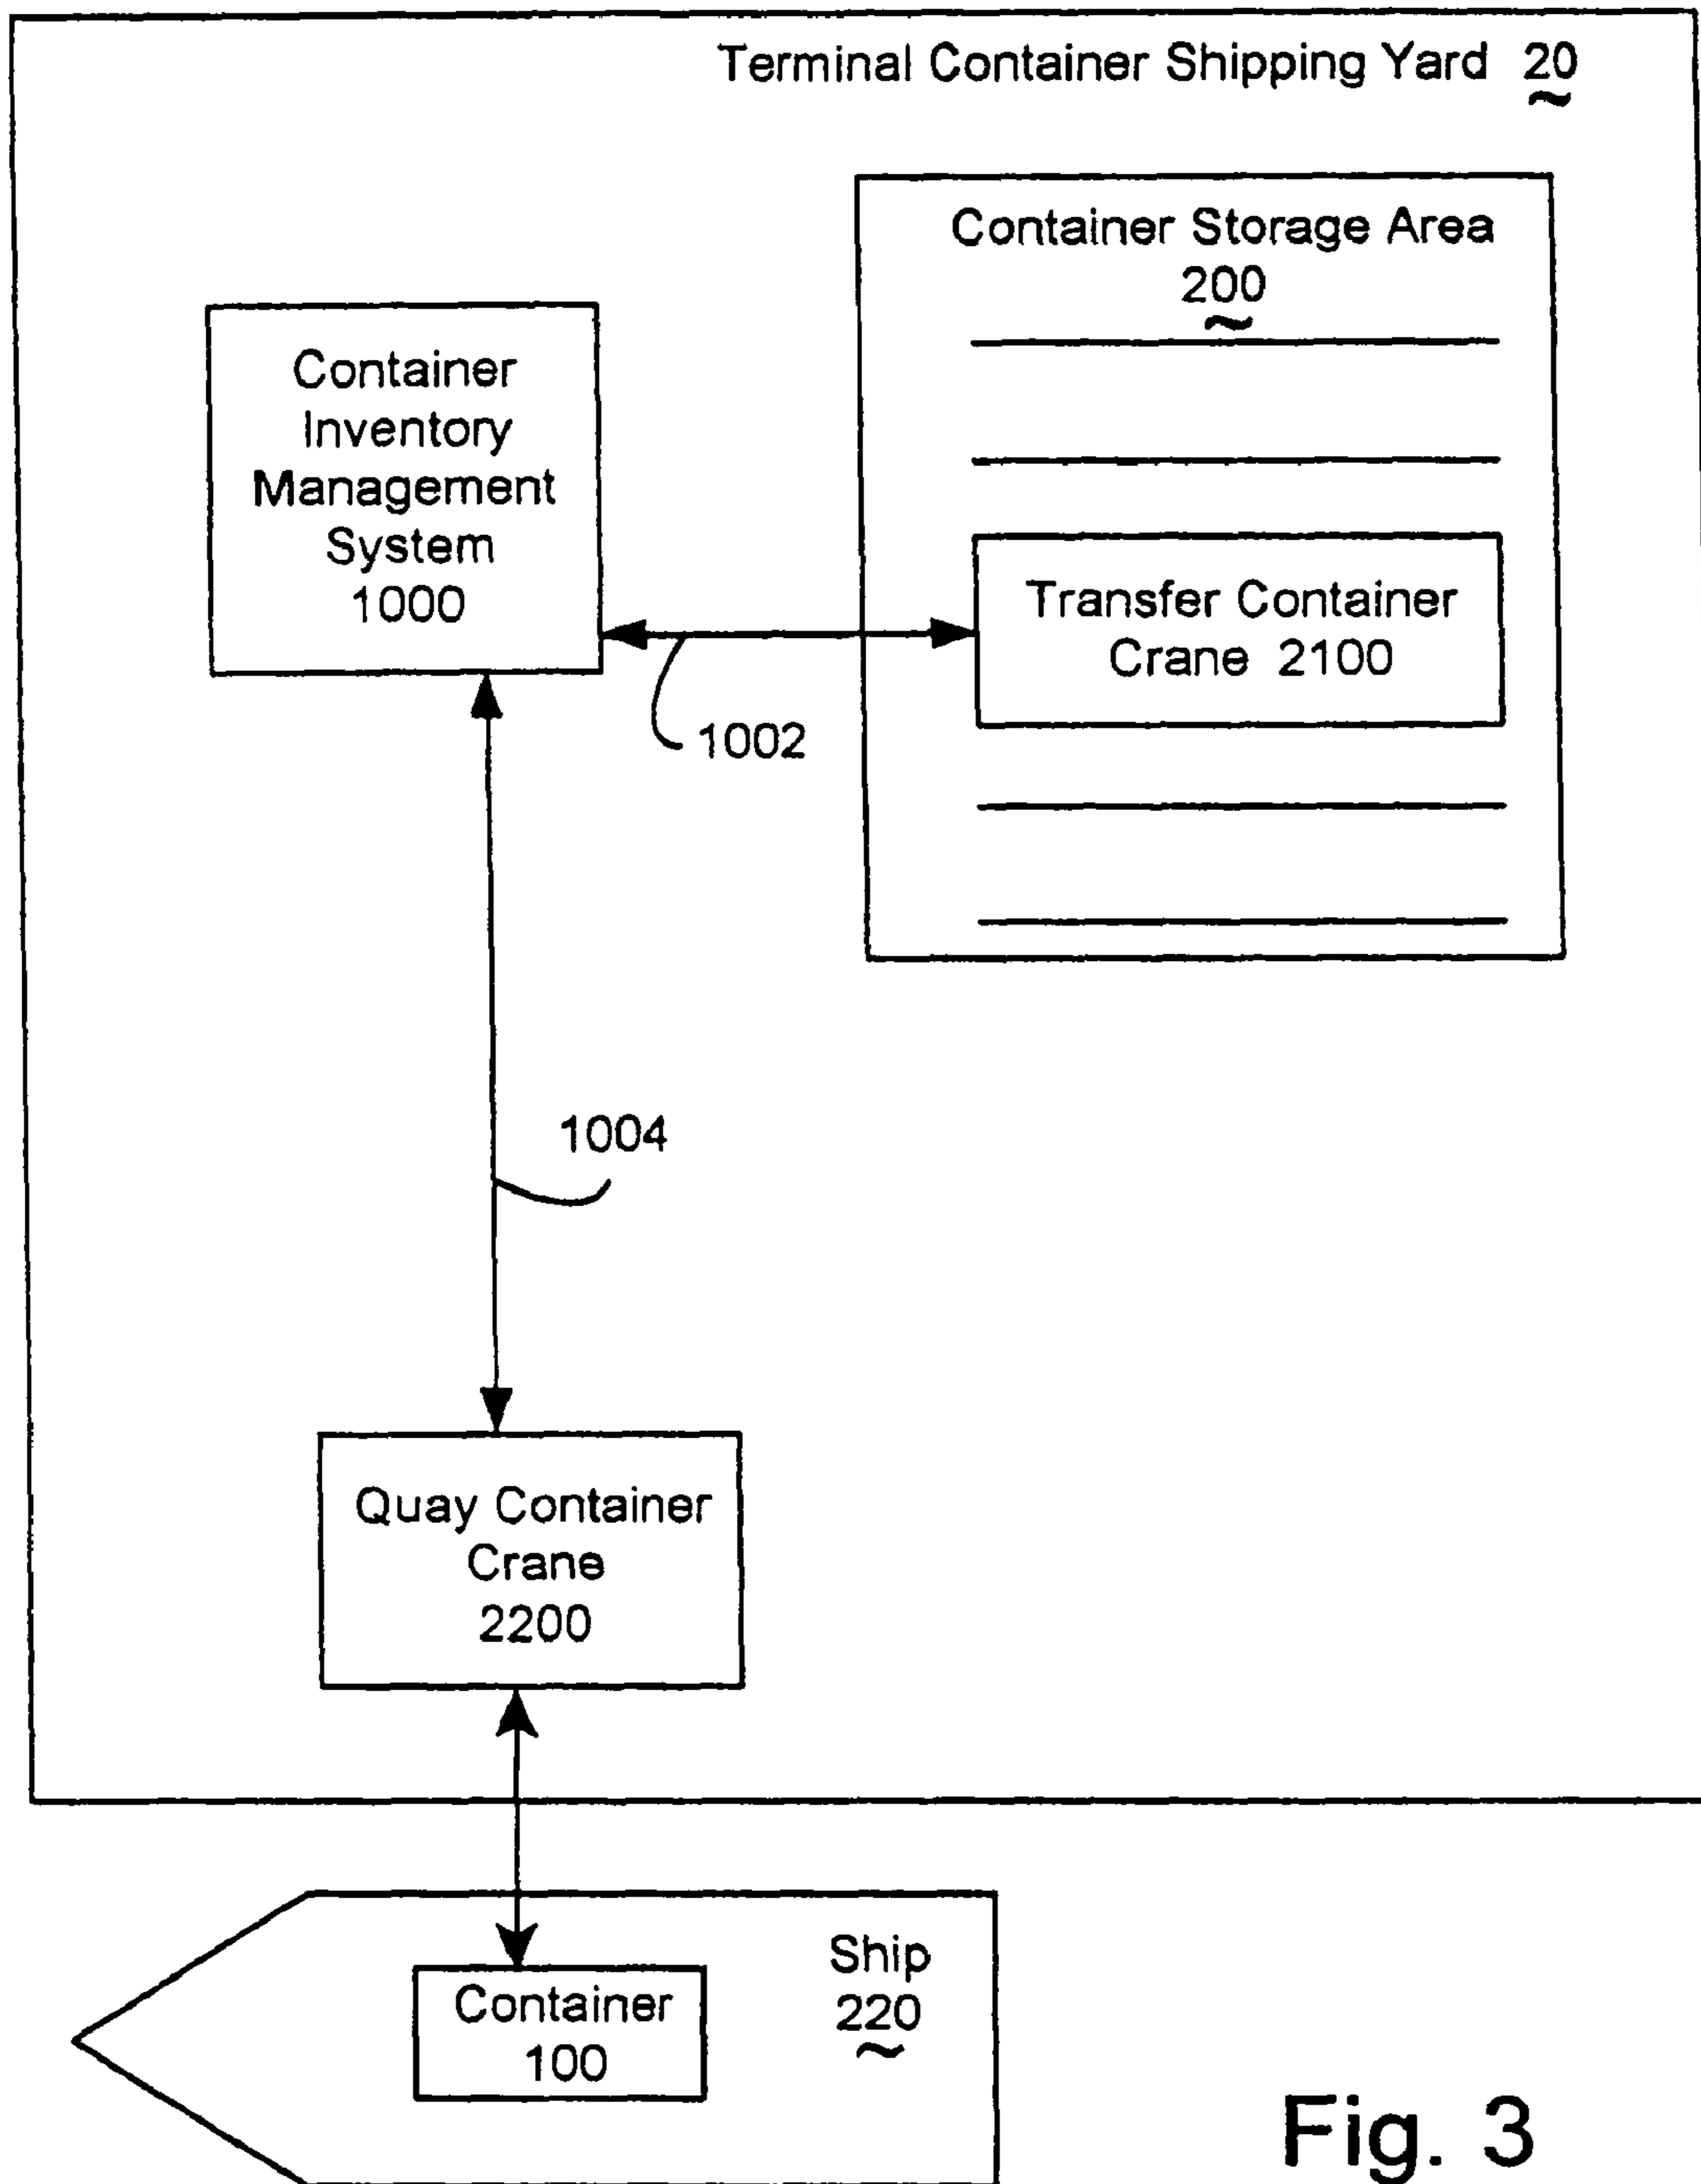 Terminal Container Shipping Yard 20
Container Storage Area
200
Container
Inventory
Management
System
1000
Transfer Container
Crane 2100
1002
1004
Quay Container
Crane
2200
Ship
220
Container
100
Fig. 3